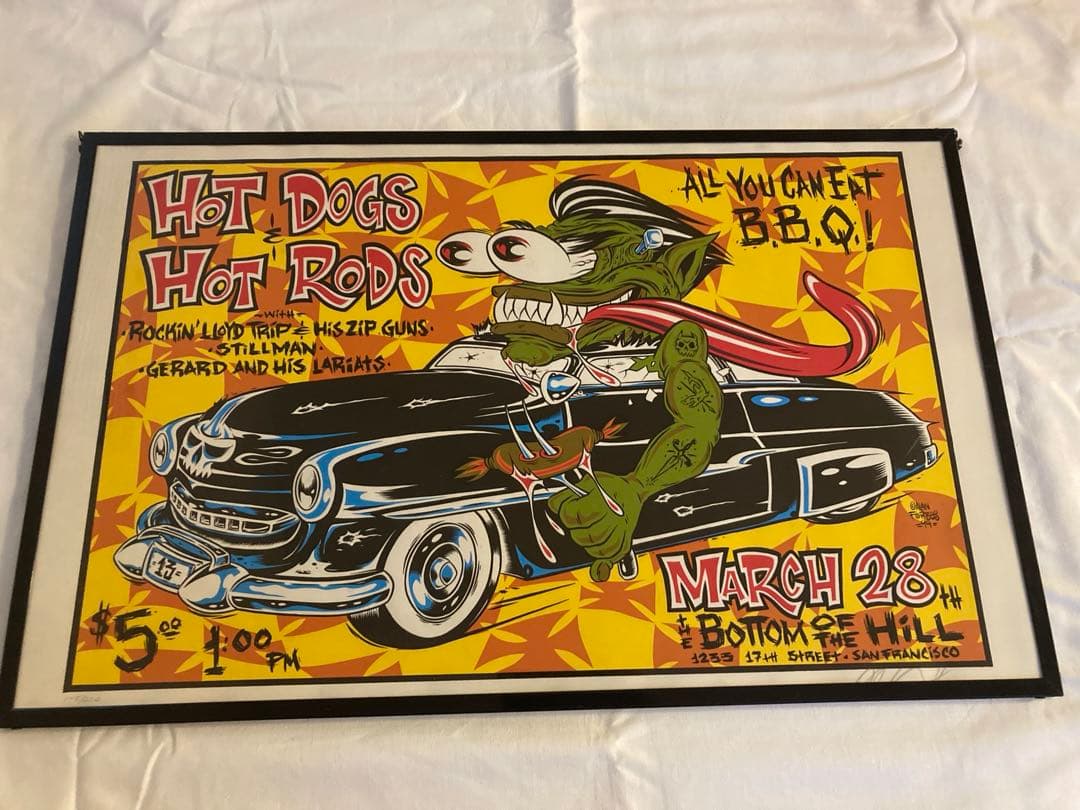 HOT DOGS
&
HOT RODS
~WITH~
·ROCKIN' LLOYD TRIP & HIS ZIP GUNS·
·STILLMAN·
·GERARD AND HIS LARIATS·
ALL YOU CAN EAT
B.B.Q.!
-13-
$5.00 1:00 PM
MARCH 28TH
THE BOTTOM OF THE HILL
1233 17TH STREET · SAN FRANCISCO